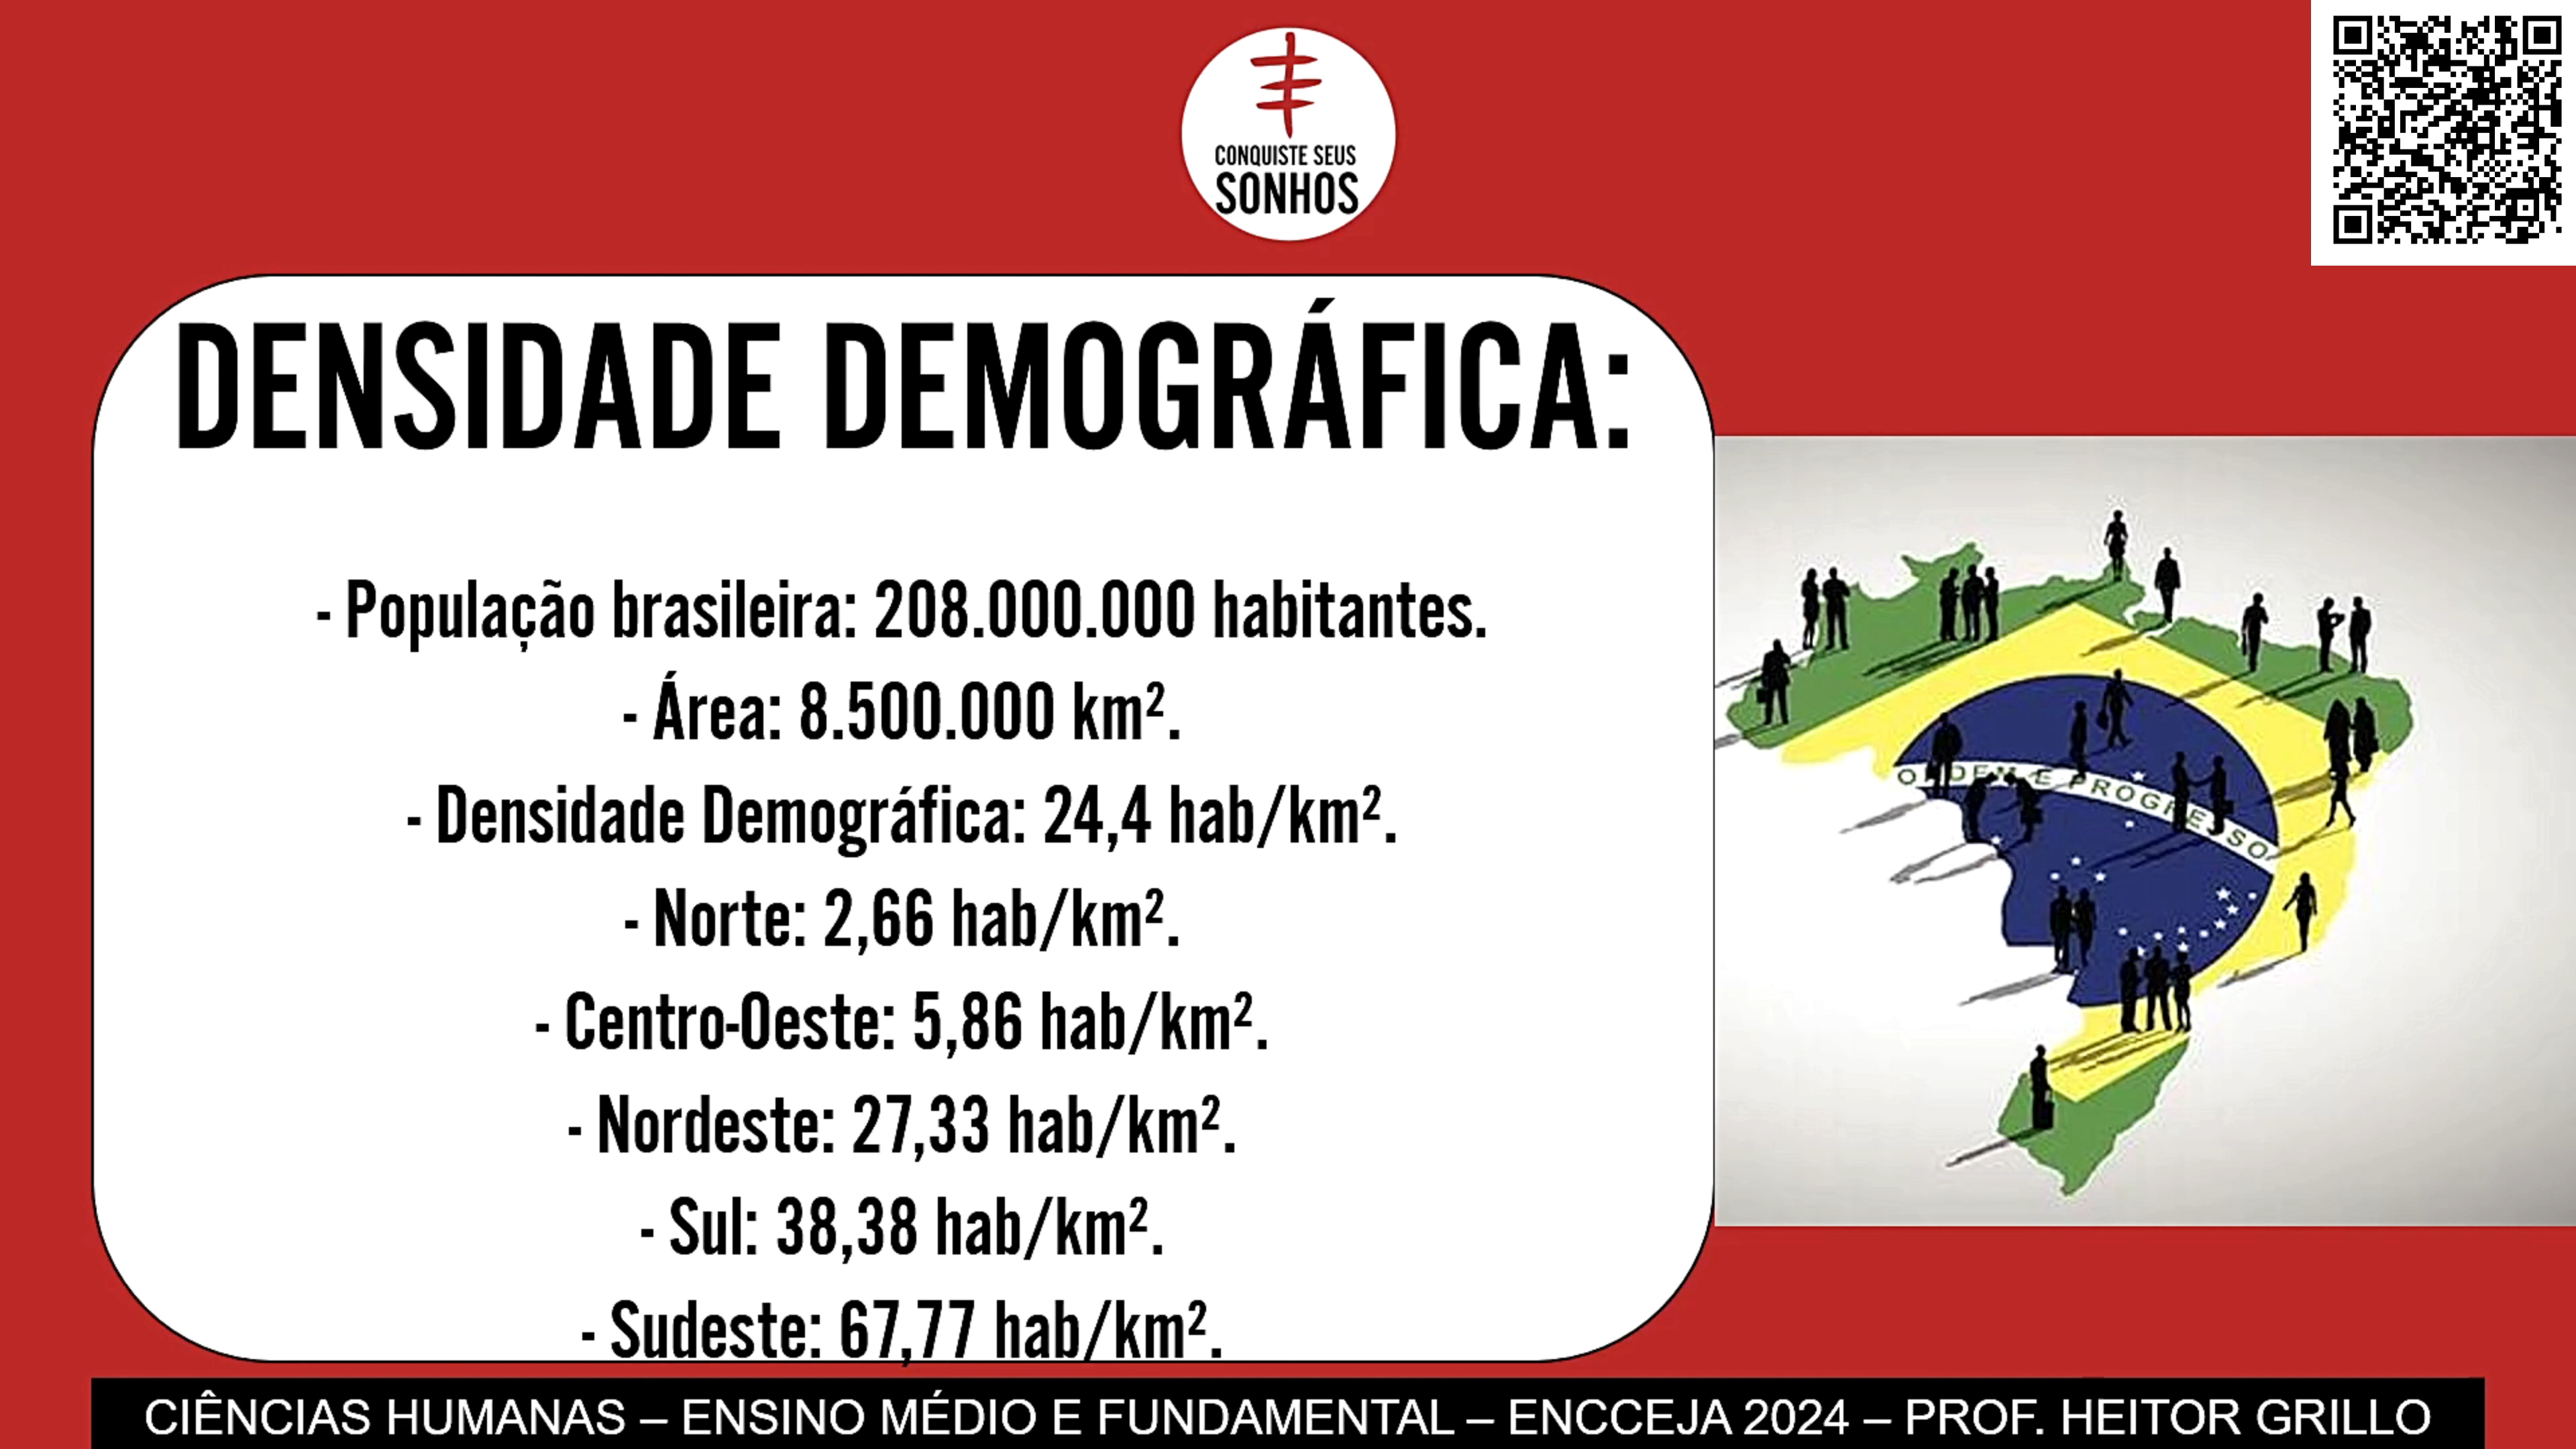 CONQUISTE SEUS
SONHOS
DENSIDADE DEMOGRÁFICA:
- População brasileira: 208.000.000 habitantes.
- Área: 8.500.000 km².
- Densidade Demográfica: 24,4 hab/km².
- Norte: 2,66 hab/km².
- Centro-Oeste: 5,86 hab/km².
- Nordeste: 27,33 hab/km².
- Sul: 38,38 hab/km².
- Sudeste: 67,77 hab/km².
ORDEM E PROGRESSO
CIÊNCIAS HUMANAS – ENSINO MÉDIO E FUNDAMENTAL – ENCCEJA 2024 – PROF. HEITOR GRILLO